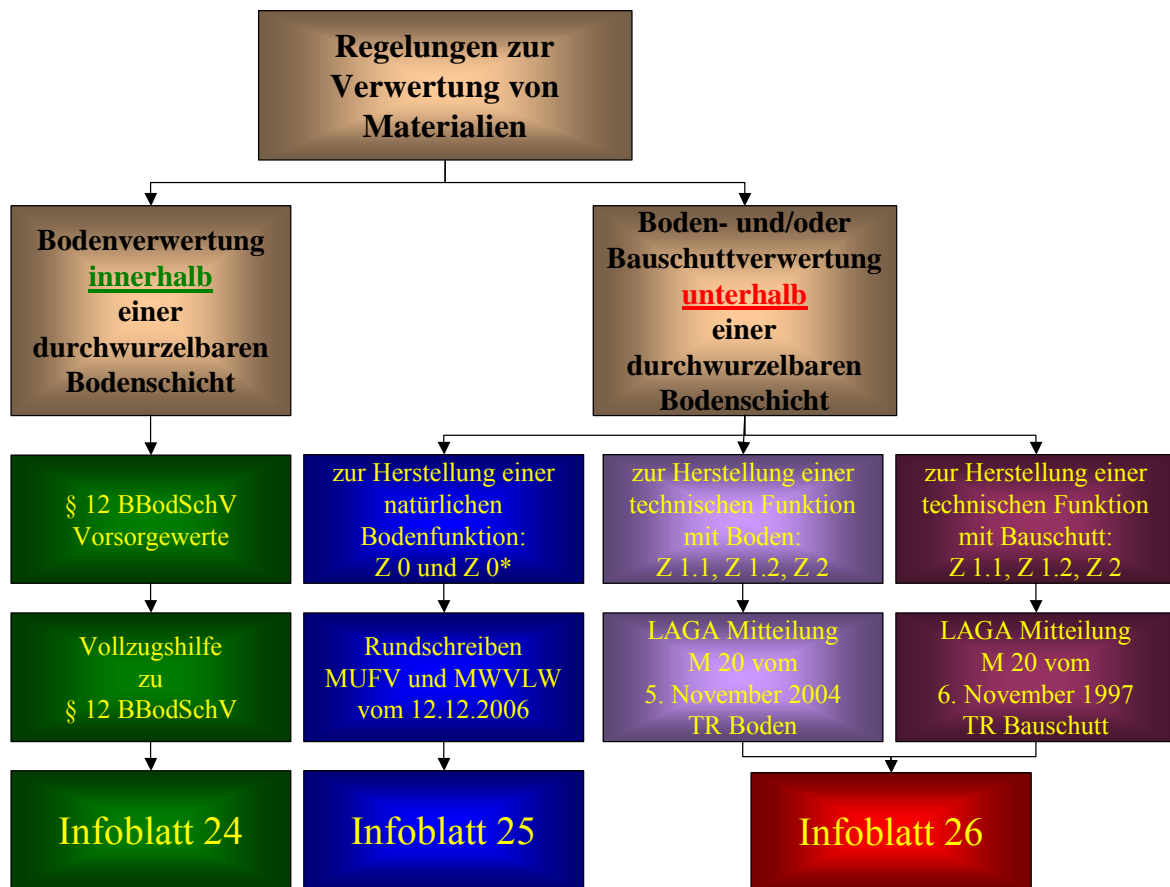 Regelungen zur
Verwertung von
Materialien
Bodenverwertung
innerhalb
einer
durchwurzelbaren
Bodenschicht
Boden- und/oder
Bauschuttverwertung
unterhalb
einer
durchwurzelbaren
Bodenschicht
§ 12 BBodSchV
Vorsorgewerte
zur Herstellung einer
natürlichen
Bodenfunktion:
Z 0 und Z 0*
zur Herstellung einer
technischen Funktion
mit Boden:
Z 1.1, Z 1.2, Z 2
zur Herstellung einer
technischen Funktion
mit Bauschutt:
Z 1.1, Z 1.2, Z 2
Vollzugshilfe
zu
§ 12 BBodSchV
Rundschreiben
MUFV und MWVLW
vom 12.12.2006
LAGA Mitteilung
M 20 vom
5. November 2004
TR Boden
LAGA Mitteilung
M 20 vom
6. November 1997
TR Bauschutt
Infoblatt 24
Infoblatt 25
Infoblatt 26